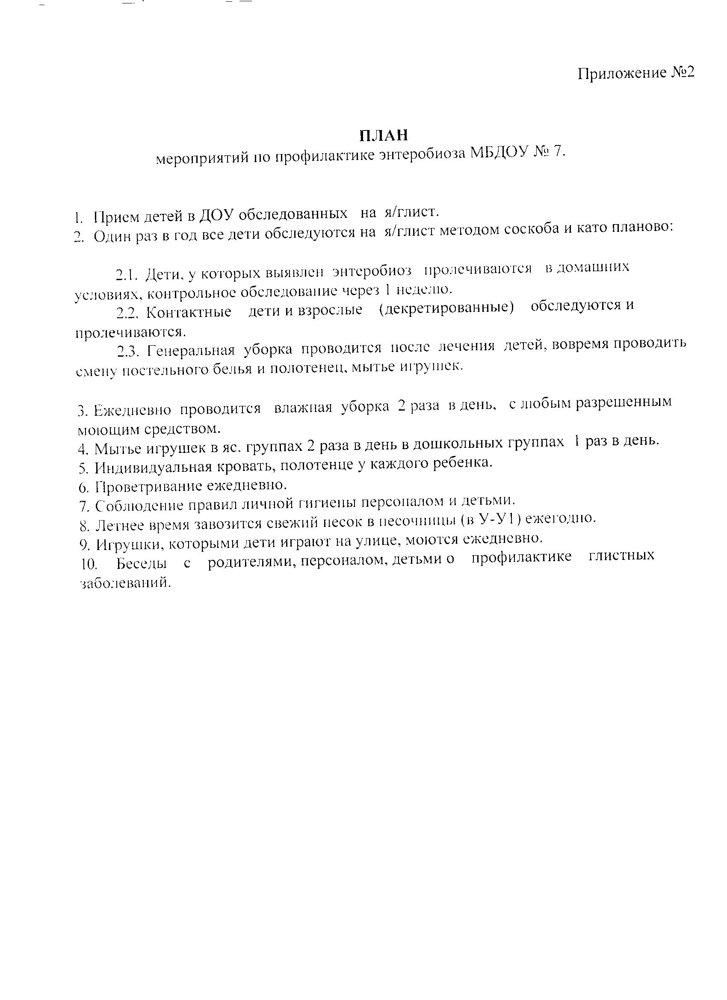 Приложение №2
ПЛАН
мероприятий по профилактике энтеробиоза МБДОУ № 7.
1. Прием детей в ДОУ обследованных на я/глист.
2. Один раз в год все дети обследуются на я/глист методом соскоба и като планово:
2.1. Дети, у которых выявлен энтеробиоз пролечиваются в домашних
условиях, контрольное обследование через 1 неделю.
2.2. Контактные дети и взрослые (декретированные) обследуются и
пролечиваются.
2.3. Генеральная уборка проводится после лечения детей, вовремя проводить
смену постельного белья и полотенец, мытье игрушек.
3. Ежедневно проводится влажная уборка 2 раза в день, с любым разрешенным
моющим средством.
4. Мытье игрушек в яс. группах 2 раза в день в дошкольных группах 1 раз в день.
5. Индивидуальная кровать, полотенце у каждого ребенка.
6. Проветривание ежедневно.
7. Соблюдение правил личной гигиены персоналом и детьми.
8. Летнее время завозится свежий песок в песочницы (в У-У1) ежегодно.
9. Игрушки, которыми дети играют на улице, моются ежедневно.
10. Беседы с родителями, персоналом, детьми о профилактике глистных
заболеваний.